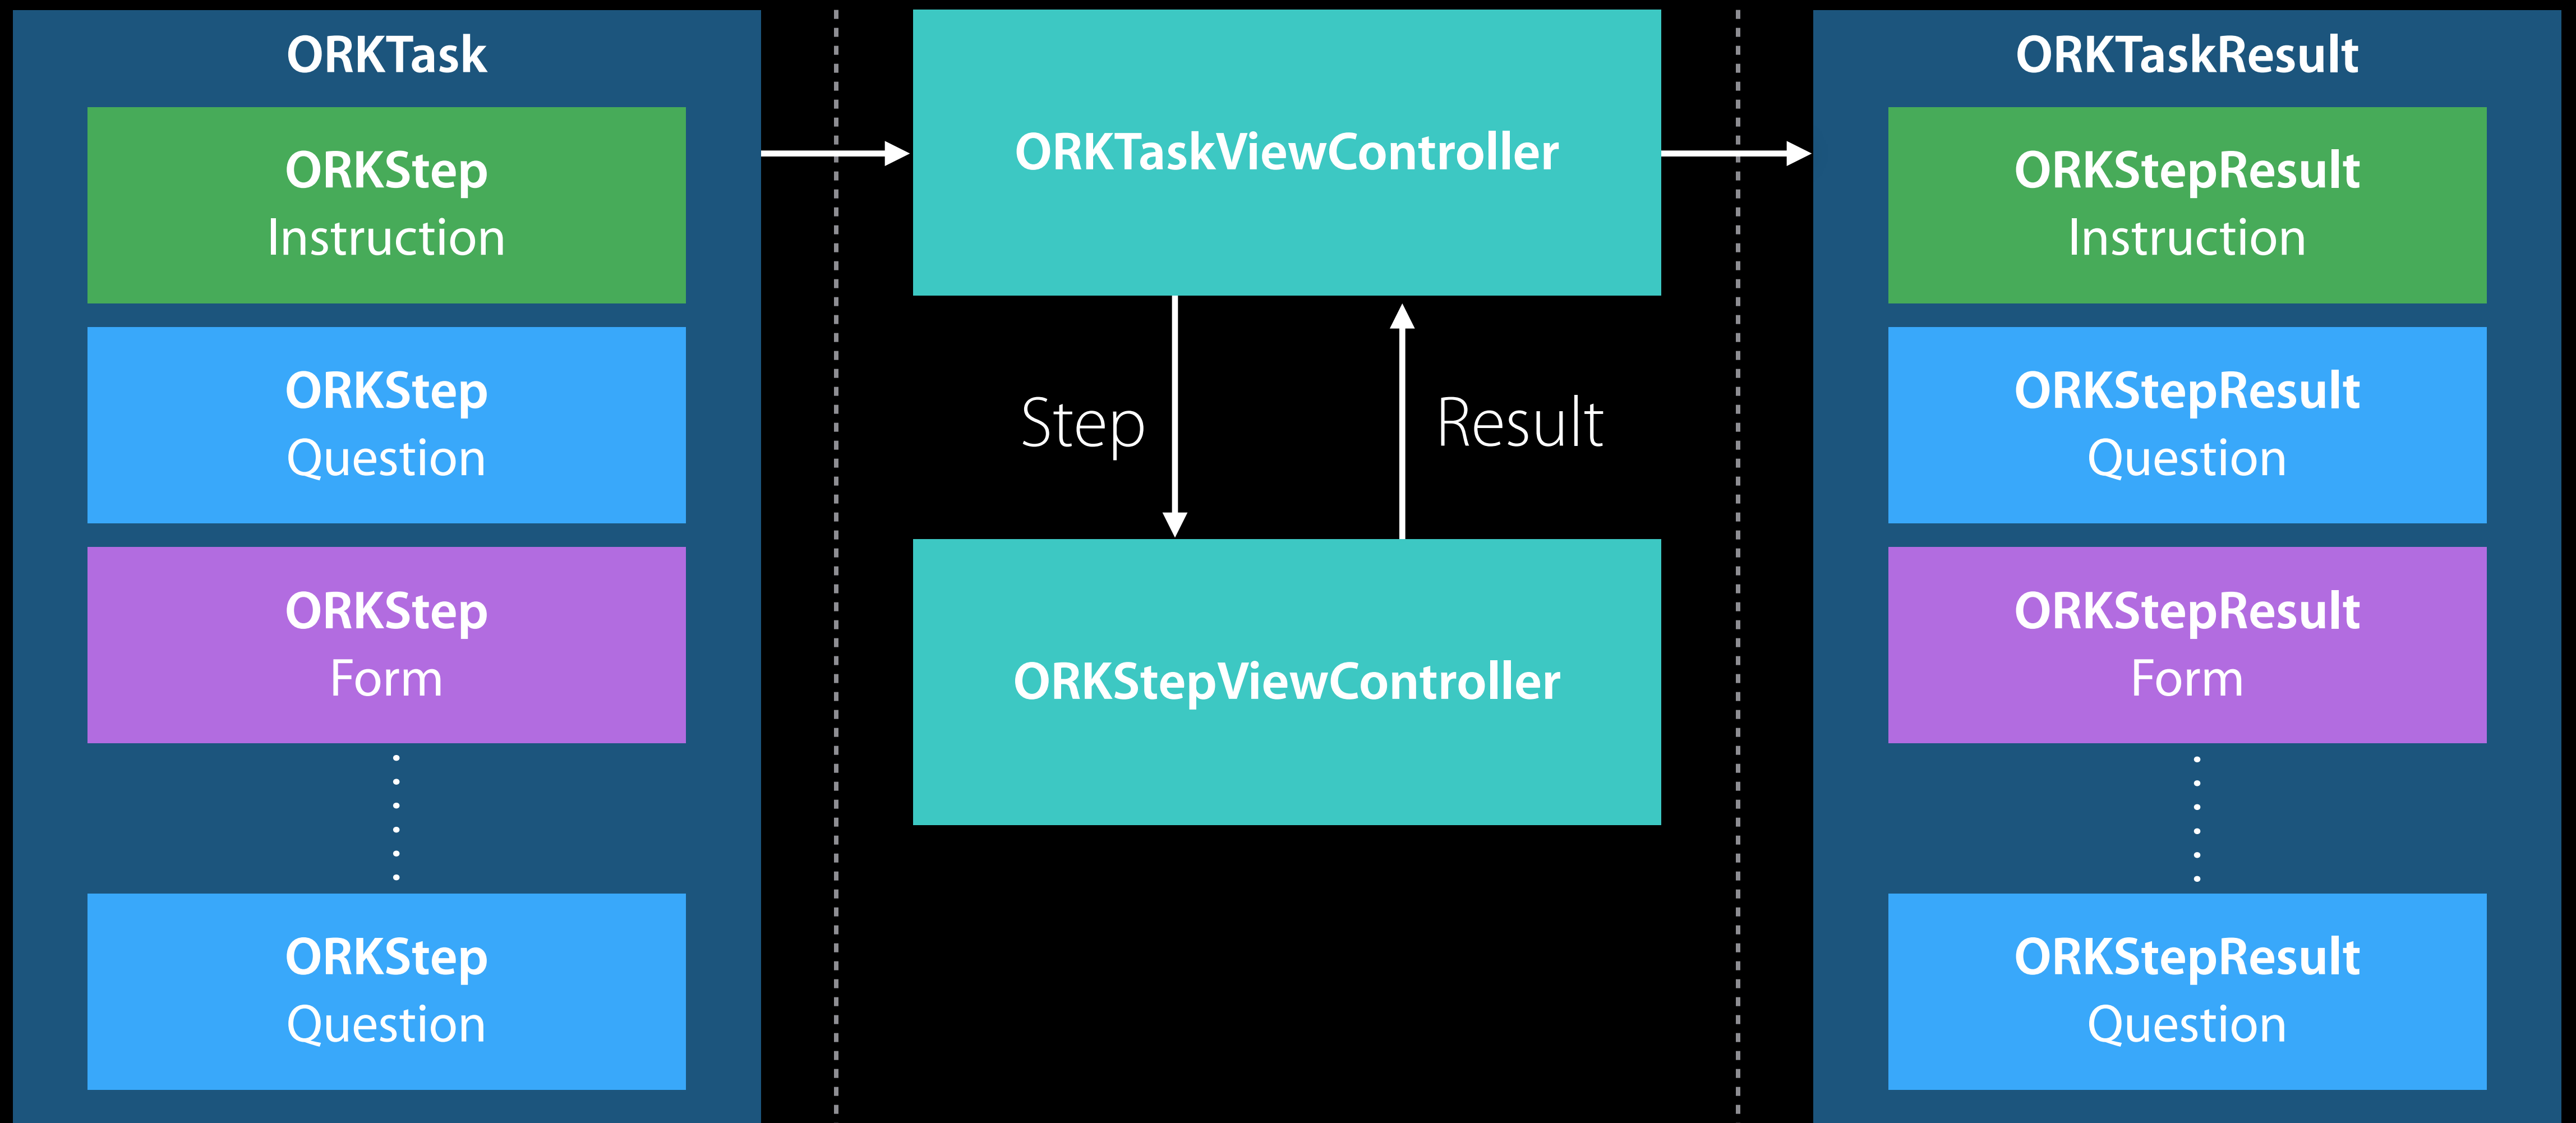 ORKTask
ORKStep
Instruction
ORKStep
Question
ORKStep
Form
ORKStep
Question
ORKTaskViewController
Step
Result
ORKStepViewController
ORKTaskResult
ORKStepResult
Instruction
ORKStepResult
Question
ORKStepResult
Form
ORKStepResult
Question